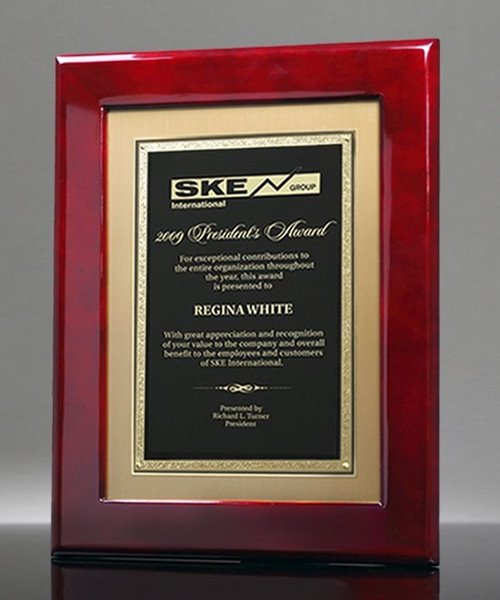 SKE GROUP
International
2009 President's Award
For exceptional contributions to
the entire organization throughout
the year, this award
is presented to
REGINA WHITE
With great appreciation and recognition
of your value to the company and overall
benefit to the employees and customers
of SKE International.
Presented by
Richard L. Turner
President